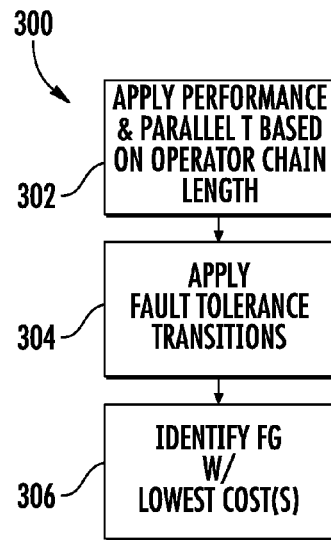 300
APPLY PERFORMANCE
& PARALLEL T BASED
ON OPERATOR CHAIN
LENGTH
302
APPLY
FAULT TOLERANCE
TRANSITIONS
304
IDENTIFY FG
W/
LOWEST COST(S)
306